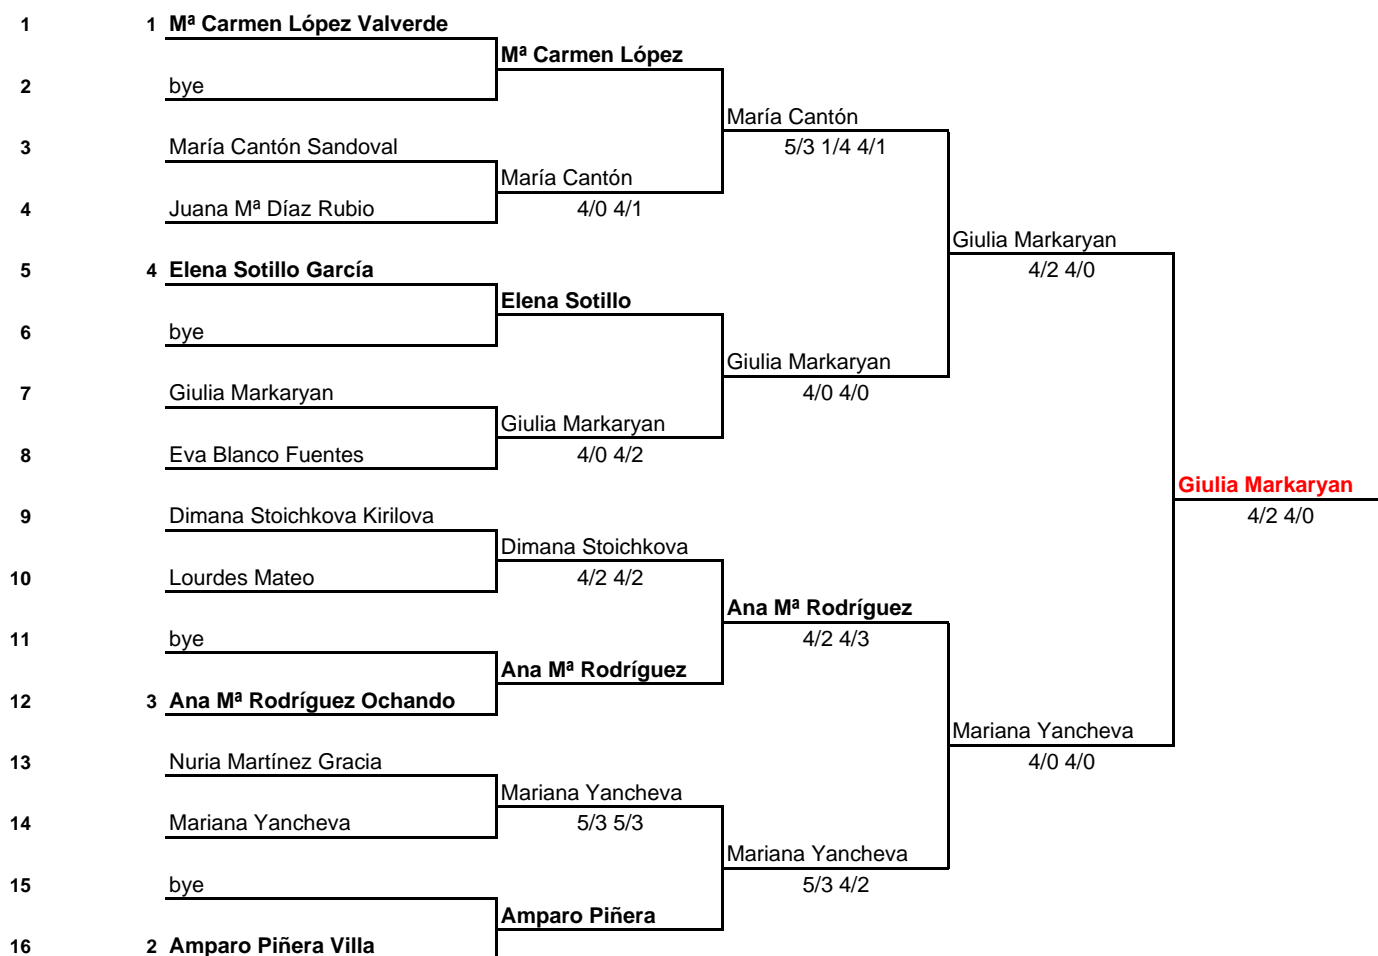 1 1 Mª Carmen López Valverde
Mª Carmen López
2 bye
María Cantón
3 María Cantón Sandoval 5/3 1/4 4/1
María Cantón
4 Juana Mª Díaz Rubio 4/0 4/1
Giulia Markaryan
5 4 Elena Sotillo García 4/2 4/0
Elena Sotillo
6 bye
Giulia Markaryan
7 Giulia Markaryan 4/0 4/0
Giulia Markaryan
8 Eva Blanco Fuentes 4/0 4/2
Giulia Markaryan
9 Dimana Stoichkova Kirilova 4/2 4/0
Dimana Stoichkova
10 Lourdes Mateo 4/2 4/2
Ana Mª Rodríguez
11 bye 4/2 4/3
Ana Mª Rodríguez
12 3 Ana Mª Rodríguez Ochando
Mariana Yancheva
13 Nuria Martínez Gracia 4/0 4/0
Mariana Yancheva
14 Mariana Yancheva 5/3 5/3
Mariana Yancheva
15 bye 5/3 4/2
Amparo Piñera
16 2 Amparo Piñera Villa